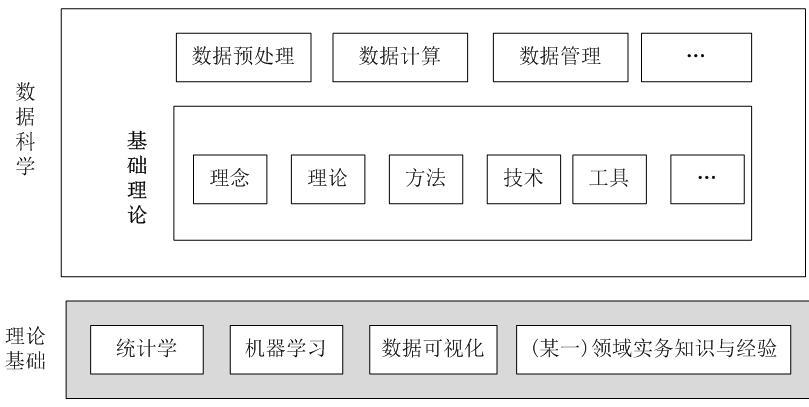 数据科学
数据预处理
数据计算
数据管理
…
基础理论
理念
理论
方法
技术
工具
…
理论
基础
统计学
机器学习
数据可视化
(某一)领域实务知识与经验